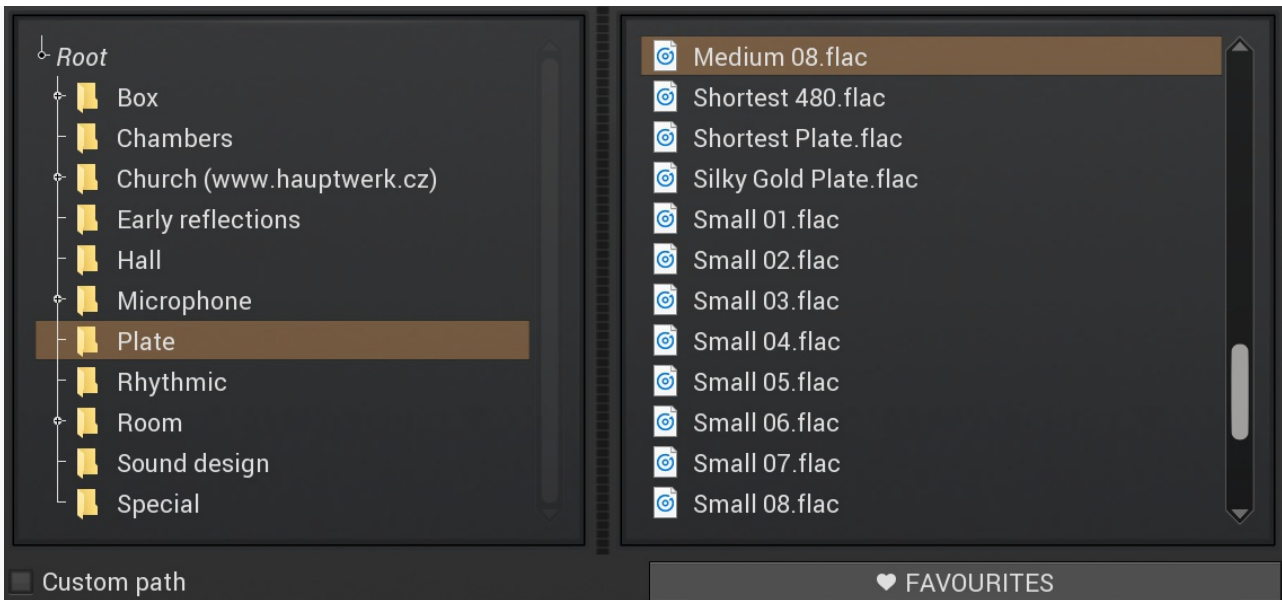 Root
Box
Chambers
Church (www.hauptwerk.cz)
Early reflections
Hall
Microphone
Plate
Rhythmic
Room
Sound design
Special
Custom path
Medium 08.flac
Shortest 480.flac
Shortest Plate.flac
Silky Gold Plate.flac
Small 01.flac
Small 02.flac
Small 03.flac
Small 04.flac
Small 05.flac
Small 06.flac
Small 07.flac
Small 08.flac
FAVOURITES